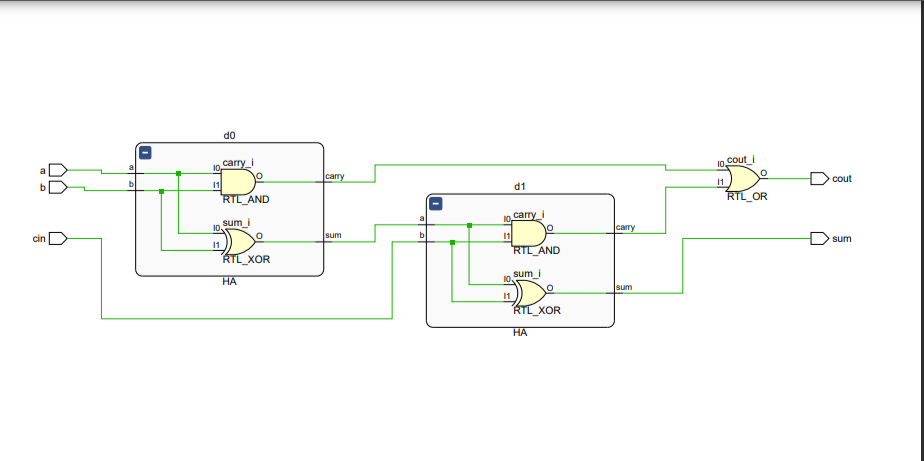 d0
a
b
cin
a
b
I0
I1
carry_i
O
RTL_AND
carry
I0
I1
sum_i
O
RTL_XOR
sum
HA
d1
a
b
I0
I1
carry_i
O
RTL_AND
carry
I0
I1
sum_i
O
RTL_XOR
sum
HA
I0
I1
cout_i
O
RTL_OR
cout
sum